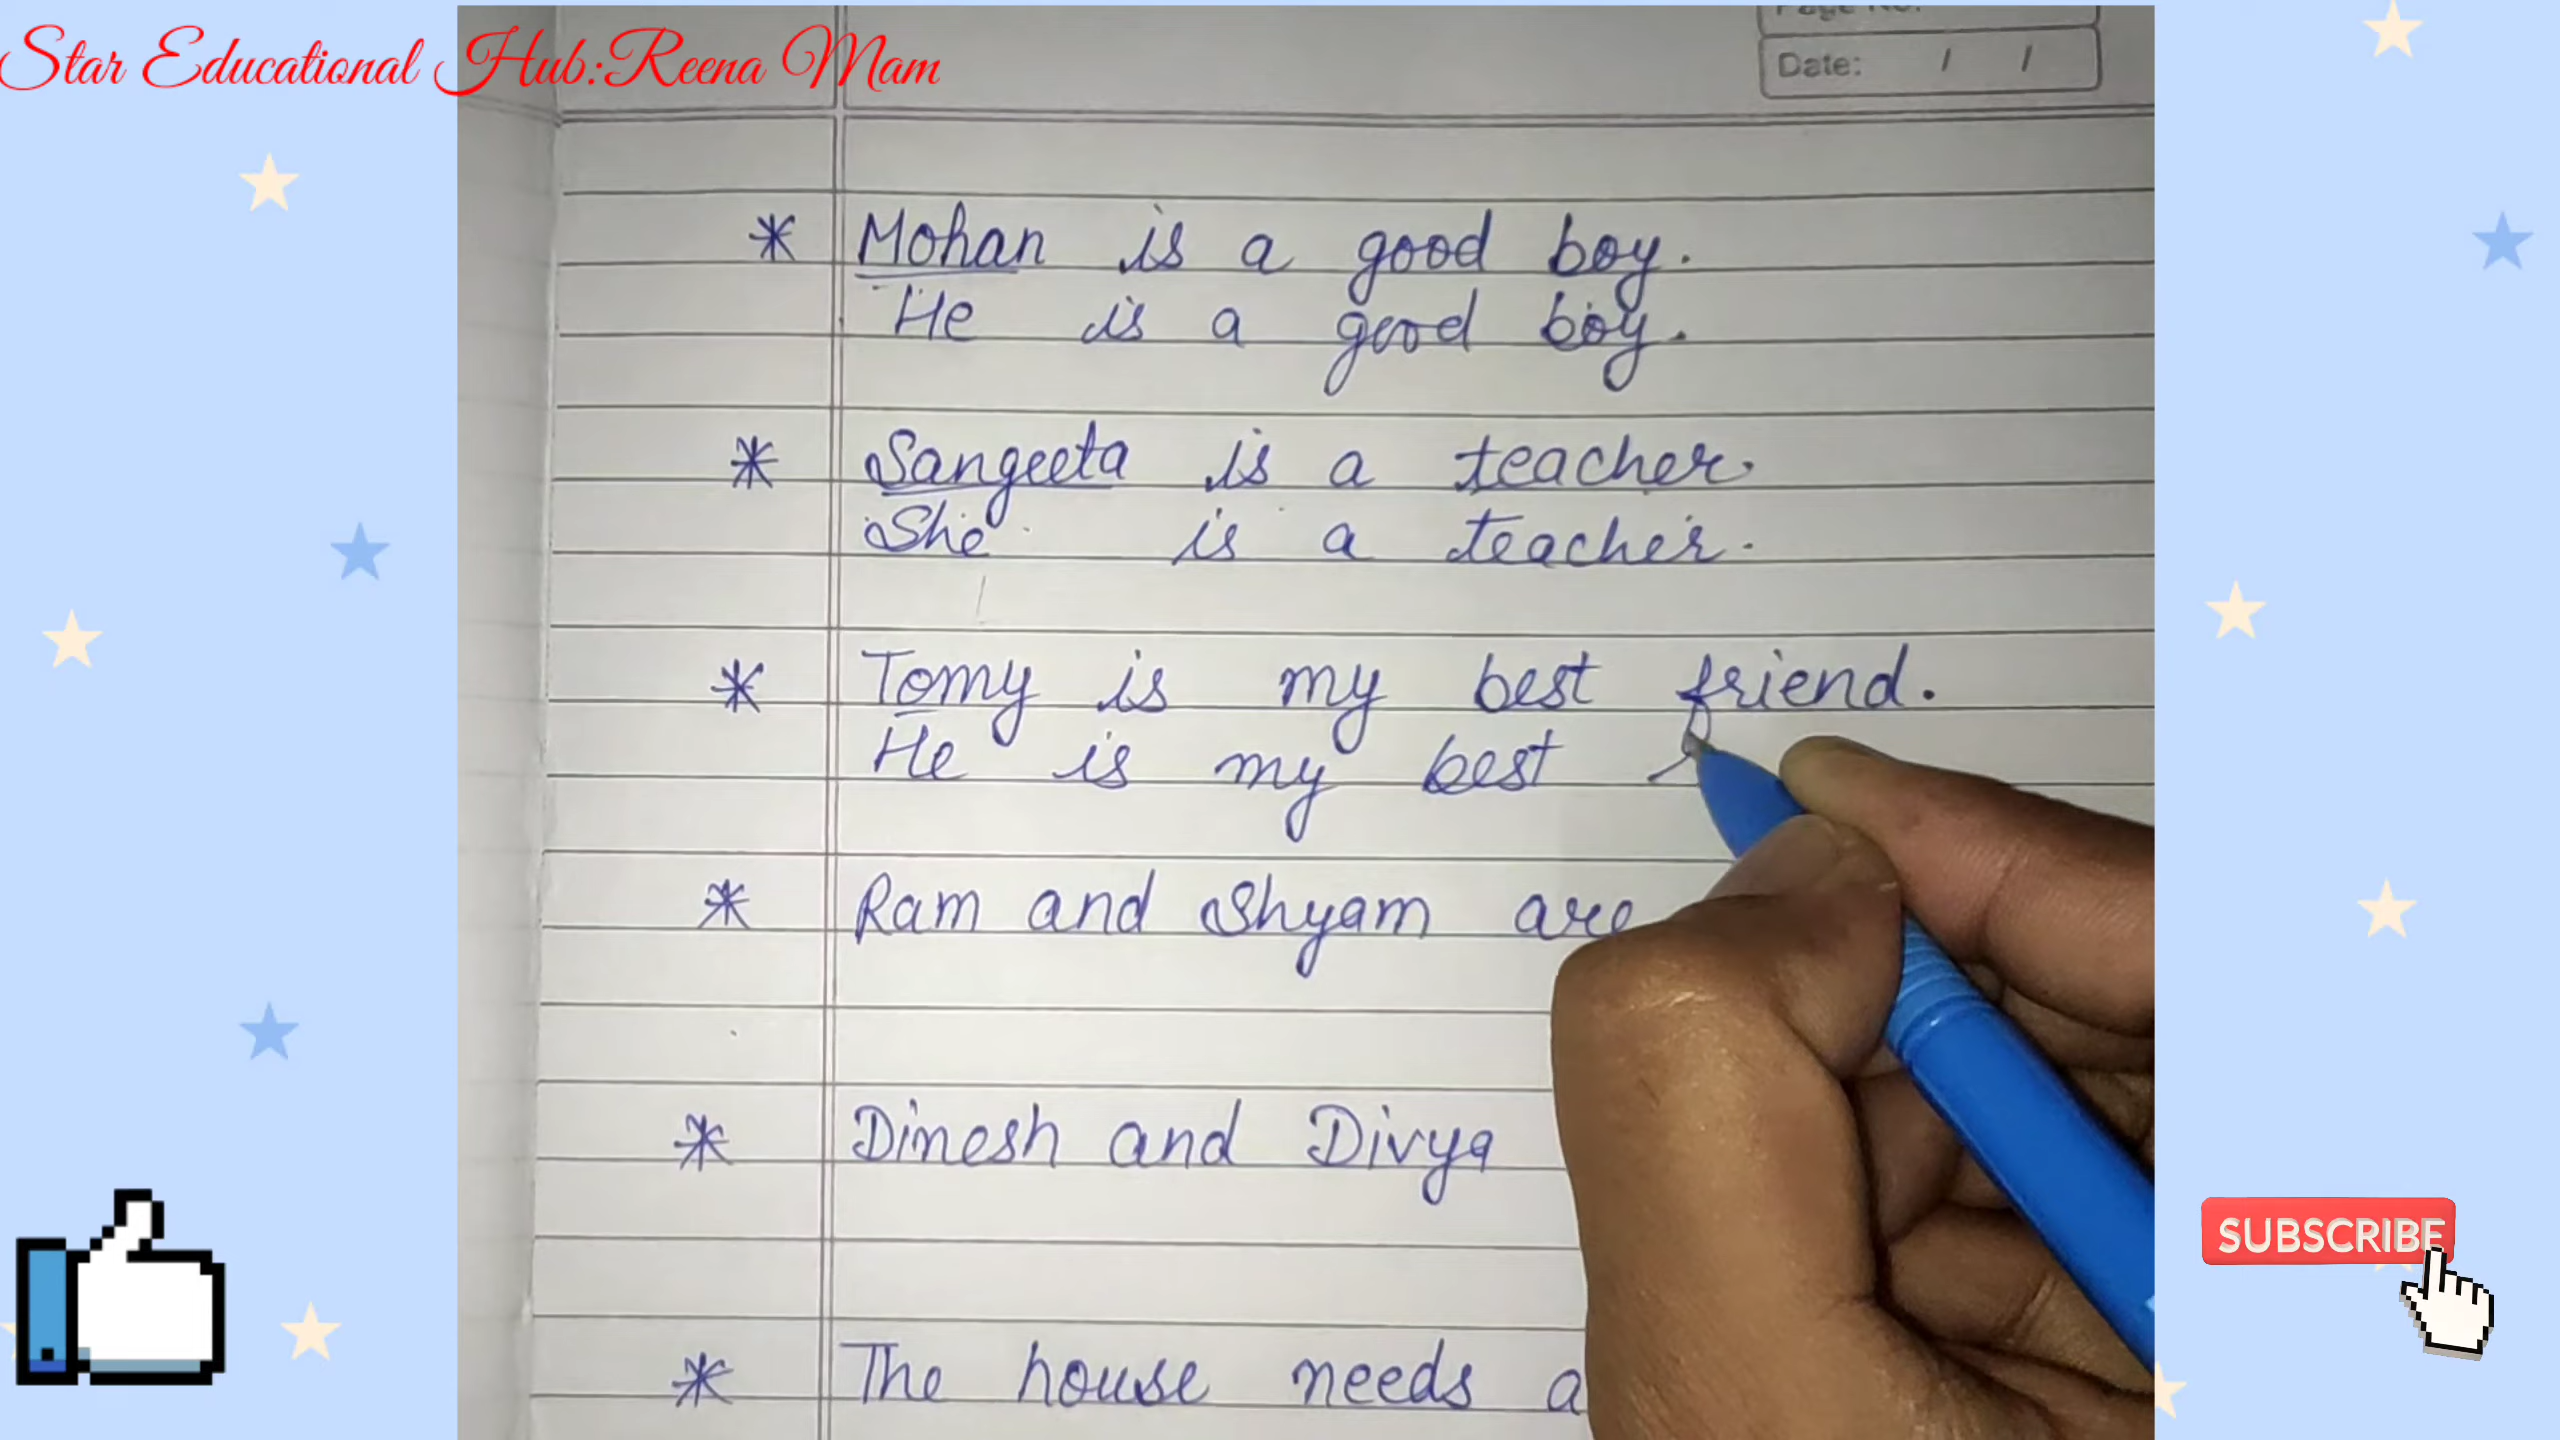 Star Educational Hub:Reena Mam
Date: / /
* Mohan is a good boy.
He is a good boy.
* Sangeeta is a teacher.
She is a teacher.
* Tomy is my best friend.
He is my best
* Ram and Shyam are
* Dinesh and Divya
* The house needs a
SUBSCRIBE